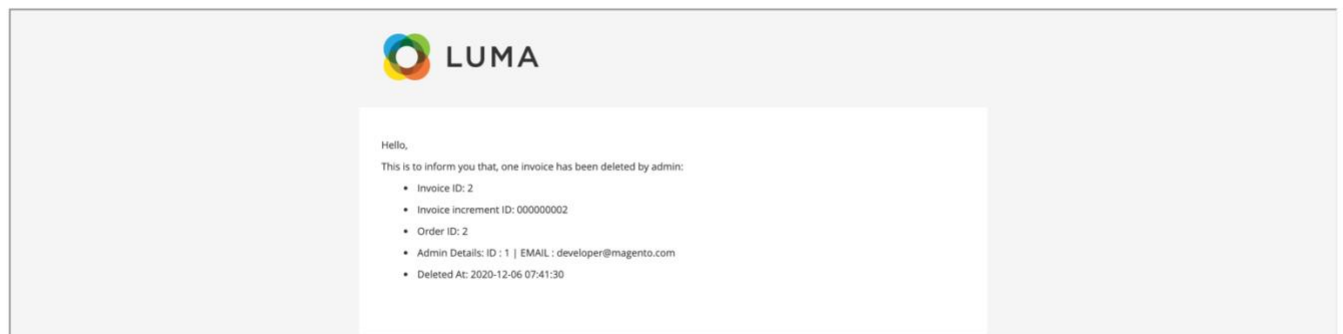 LUMA
Hello,
This is to inform you that, one invoice has been deleted by admin:
• Invoice ID: 2
• Invoice increment ID: 000000002
• Order ID: 2
• Admin Details: ID : 1 | EMAIL : developer@magento.com
• Deleted At: 2020-12-06 07:41:30